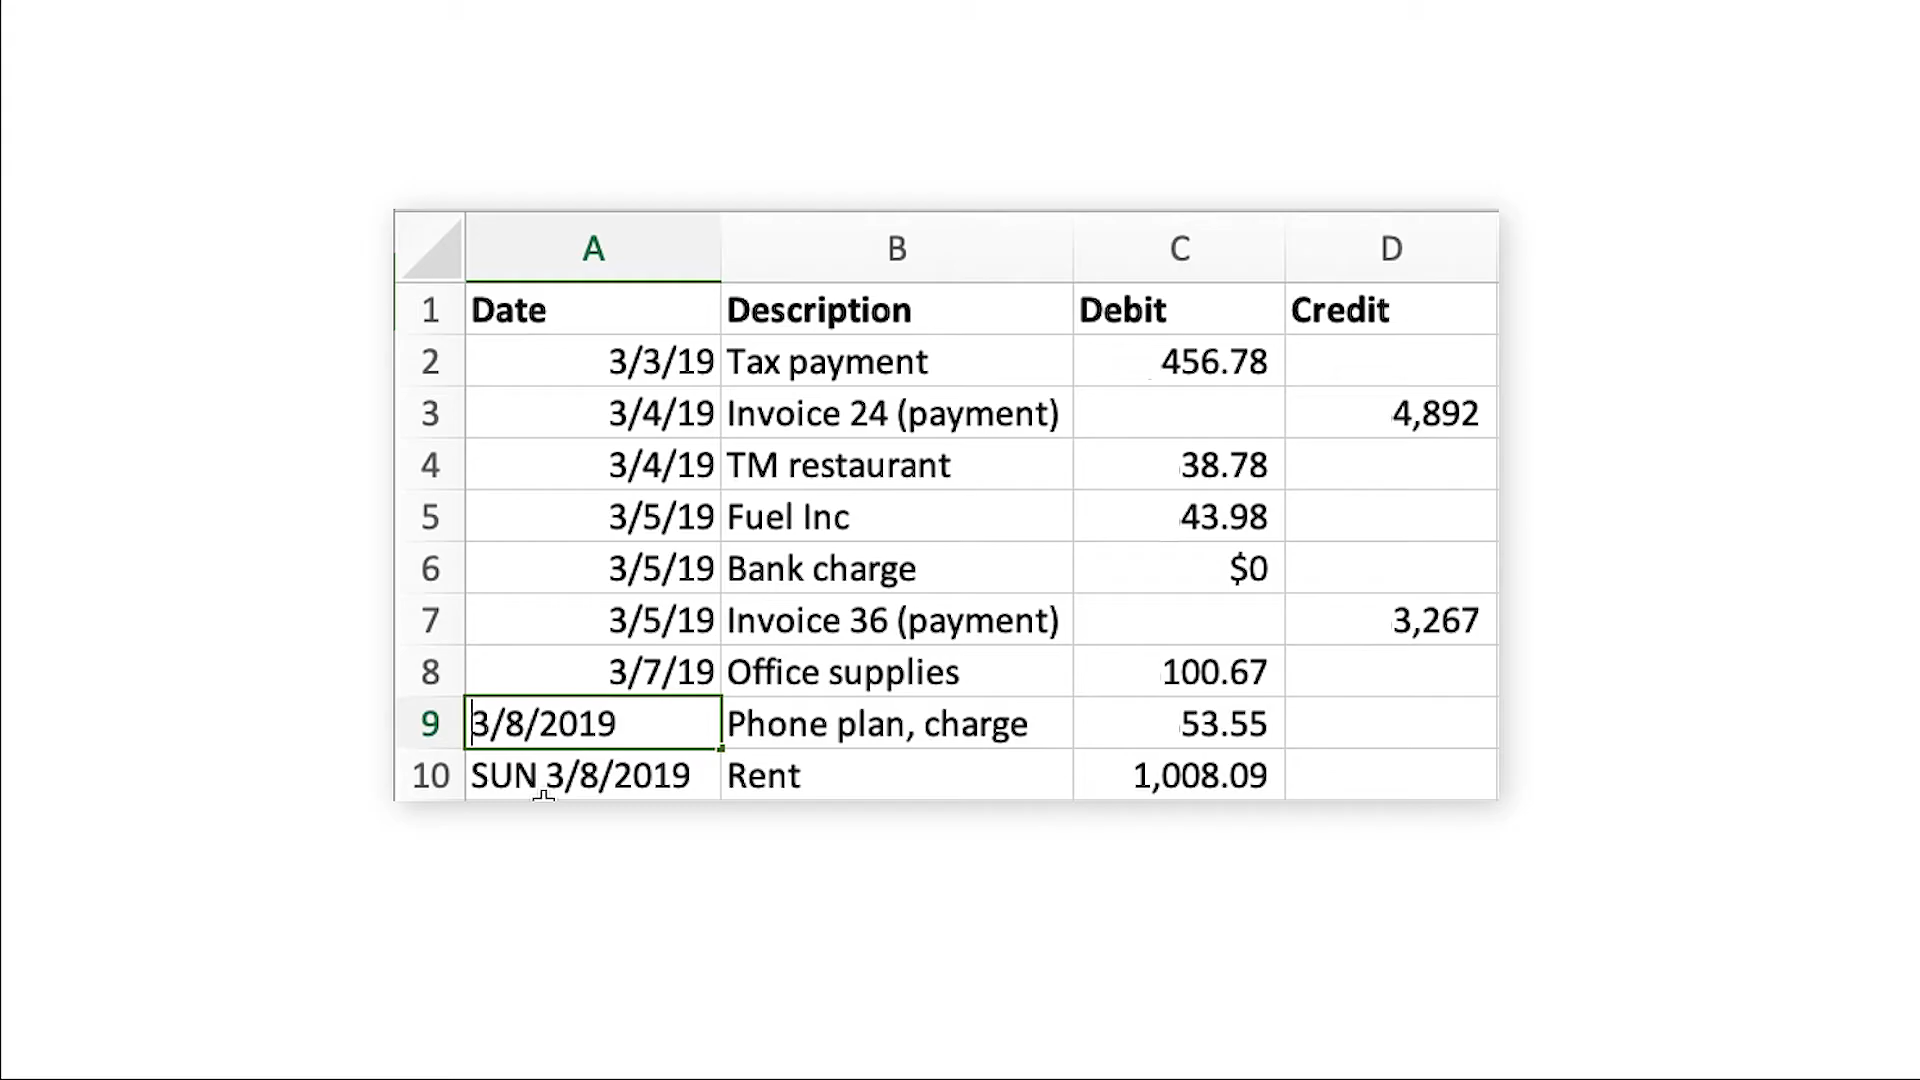 A B C D
1 Date Description Debit Credit
2 3/3/19 Tax payment 456.78
3 3/4/19 Invoice 24 (payment) 4,892
4 3/4/19 TM restaurant 38.78
5 3/5/19 Fuel Inc 43.98
6 3/5/19 Bank charge $0
7 3/5/19 Invoice 36 (payment) 3,267
8 3/7/19 Office supplies 100.67
9 3/8/2019 Phone plan, charge 53.55
10 SUN 3/8/2019 Rent 1,008.09